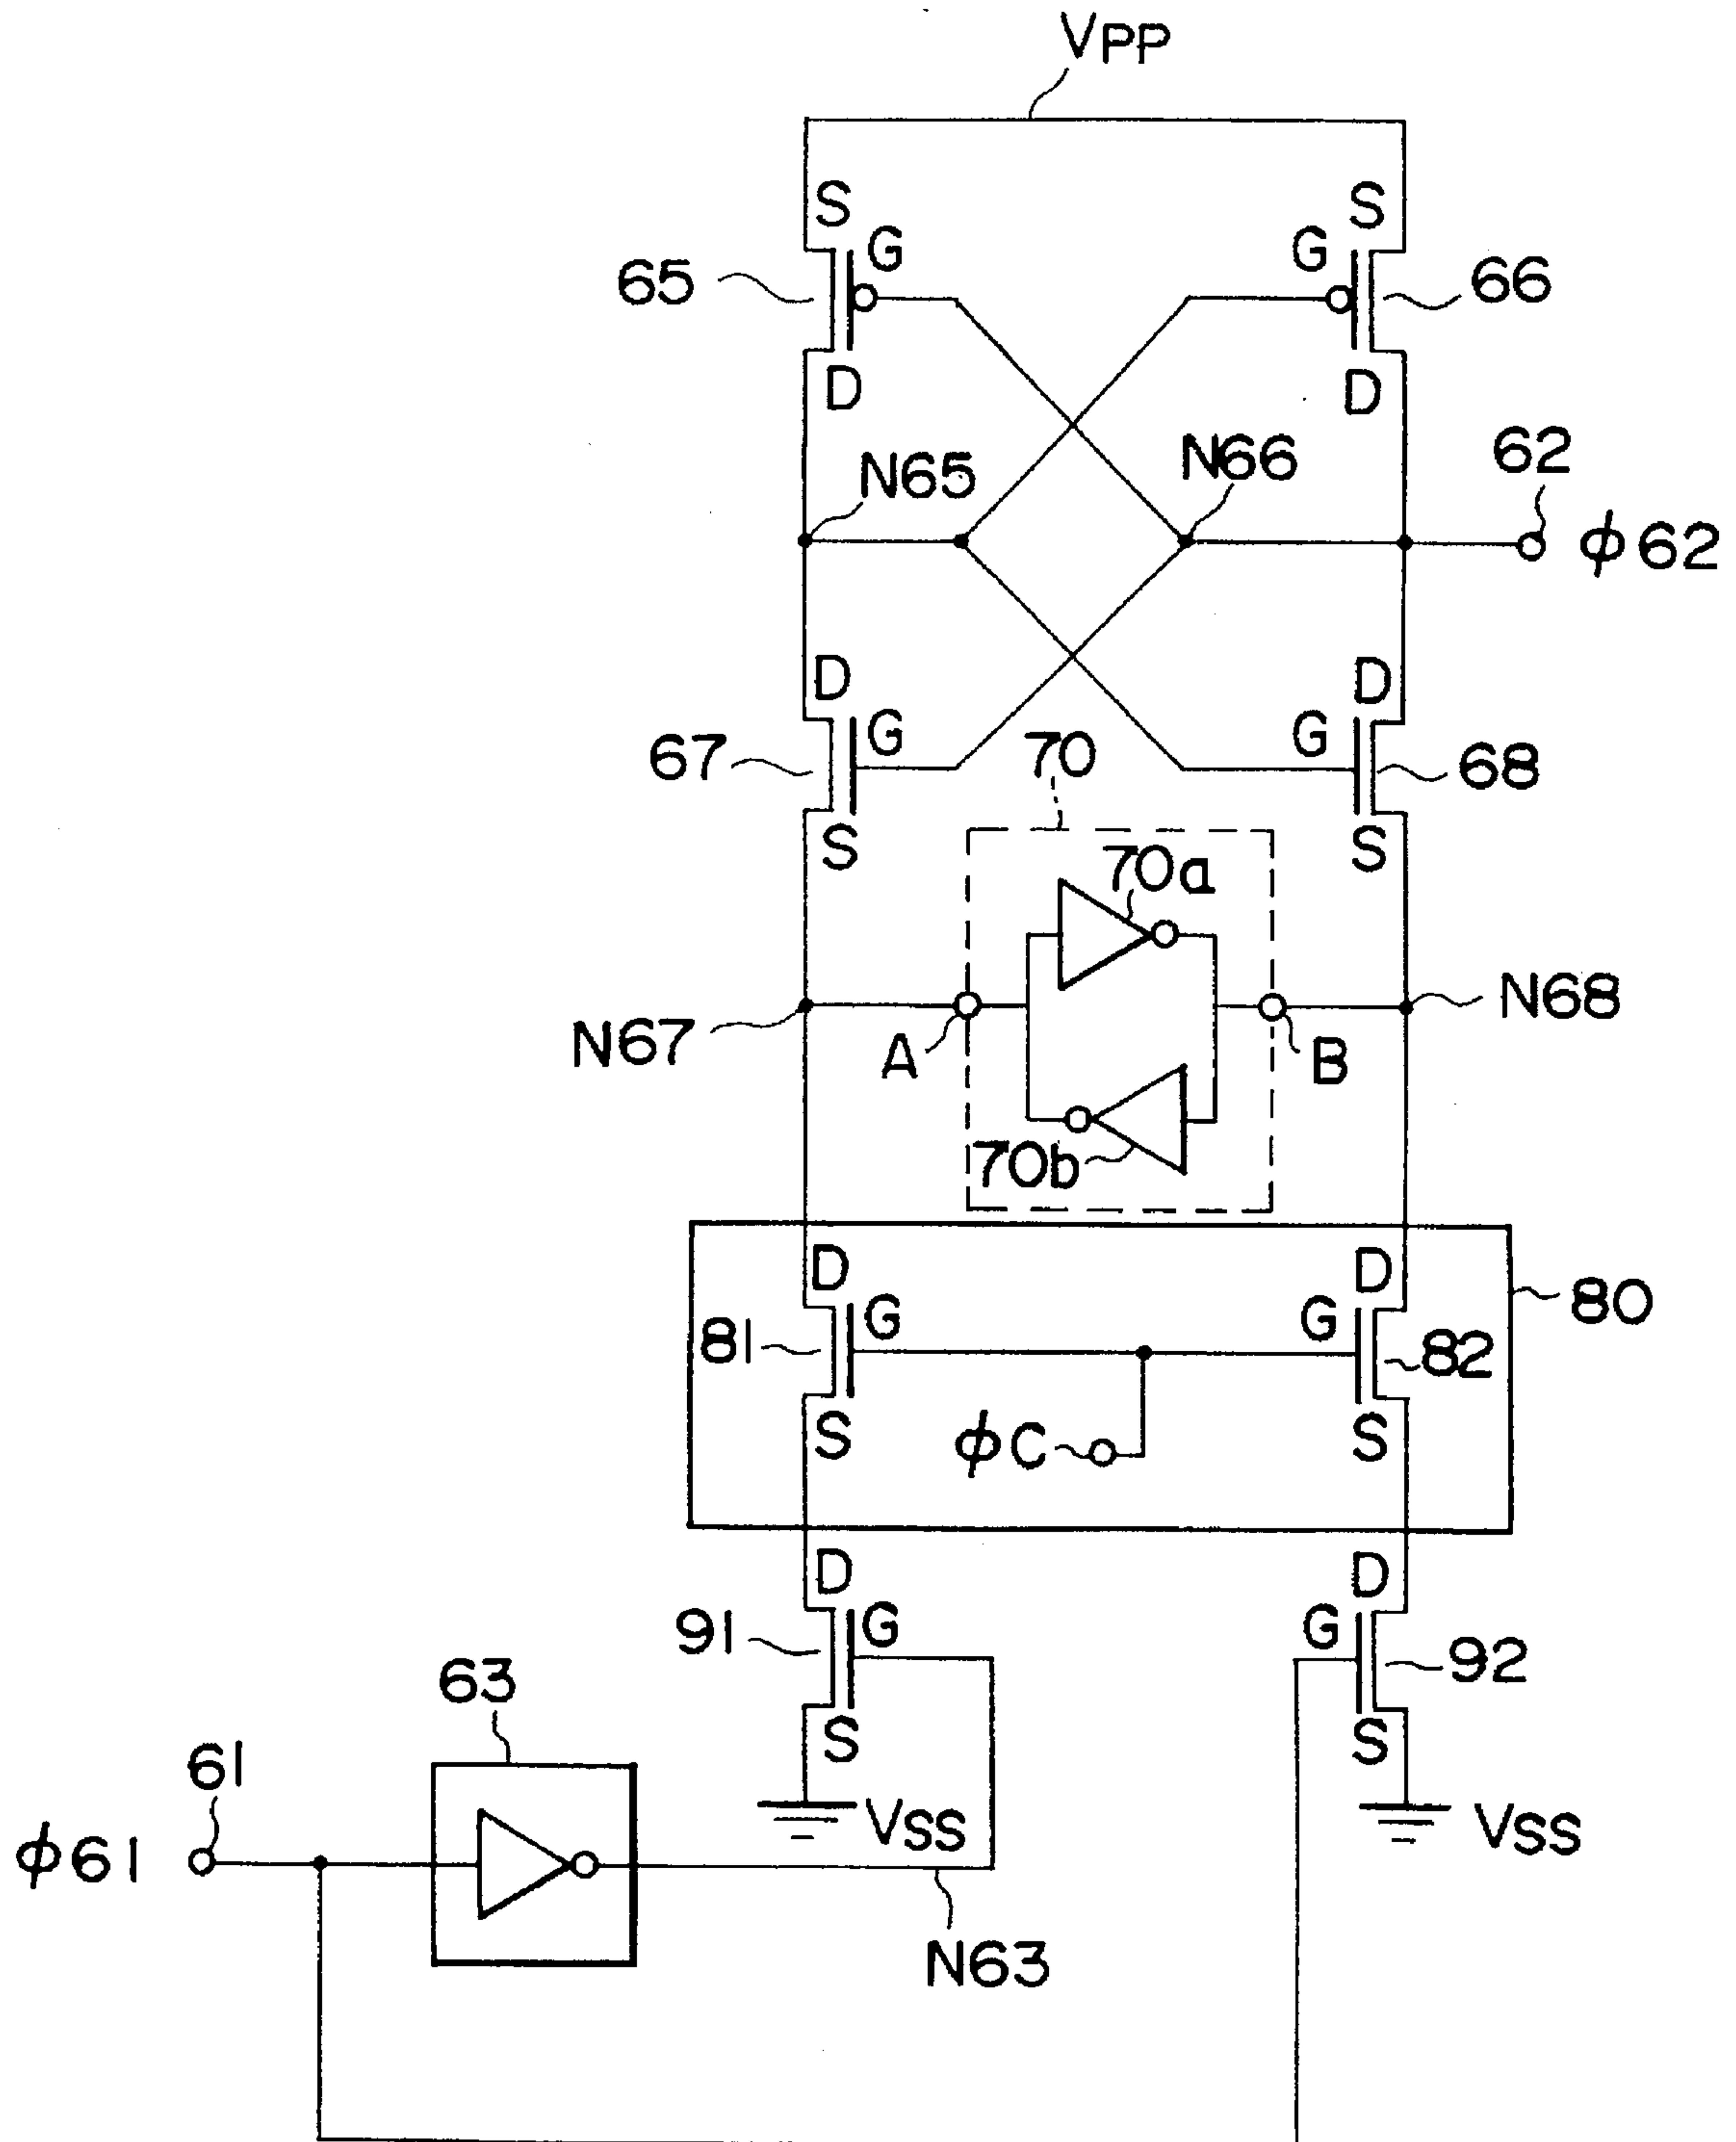 VPP
S S
G G
65 66
D D
N65 N66 62
ϕ62
D D
G G
67 70 68
S S
70a
N67 A B N68
70b
D D
G G
81 82 80
S S
ϕC
D D
G G
91 92
63
S S
61
VSS VSS
ϕ61
N63